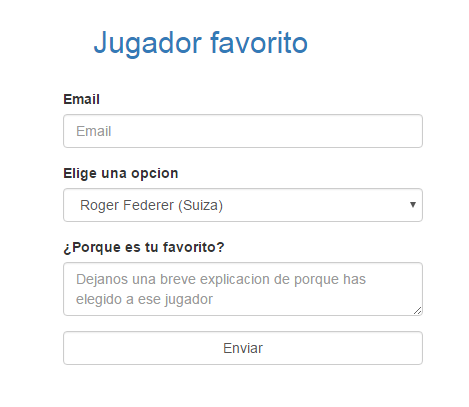 Jugador favorito
Email
Email
Elige una opcion
Roger Federer (Suiza)
¿Porque es tu favorito?
Dejanos una breve explicacion de porque has
elegido a ese jugador
Enviar